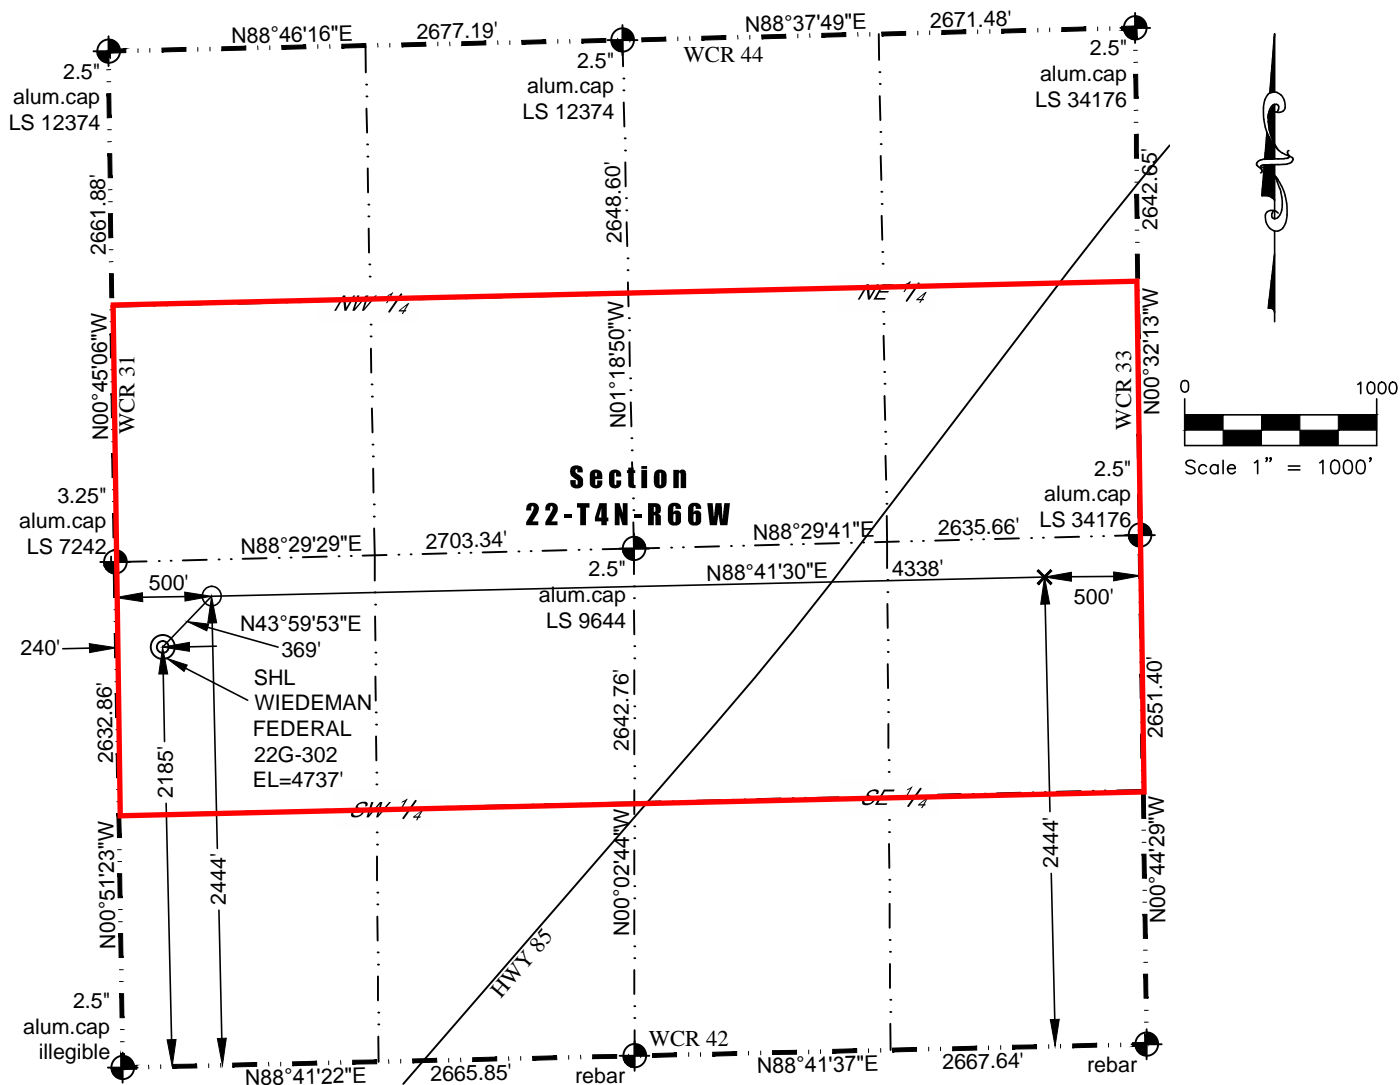 N88°46'16"E
2677.19'
N88°37'49"E
2671.48'
WCR 44
2.5"
alum.cap
LS 12374
2.5"
alum.cap
LS 12374
2.5"
alum.cap
LS 34176
2661.88'
2648.60'
2642.65'
NW 1/4
NE 1/4
N00°45'06"W
WCR 31
N01°18'50"W
WCR 33
N00°32'13"W
0
1000
Scale 1" = 1000'
Section
22-T4N-R66W
3.25"
alum.cap
LS 7242
2.5"
alum.cap
LS 34176
N88°29'29"E
2703.34'
N88°29'41"E
2635.66'
2.5"
alum.cap
LS 9644
N88°41'30"E
4338'
500'
500'
N43°59'53"E
369'
240'
SHL
WIEDEMAN
FEDERAL
22G-302
EL=4737'
2632.86'
2185'
2444'
2642.76'
2651.40'
2444'
SW 1/4
SE 1/4
N00°51'23"W
N00°02'44"W
N00°44'29"W
HWY 85
2.5"
alum.cap
illegible
WCR 42
N88°41'22"E
2665.85'
rebar
N88°41'37"E
2667.64'
rebar